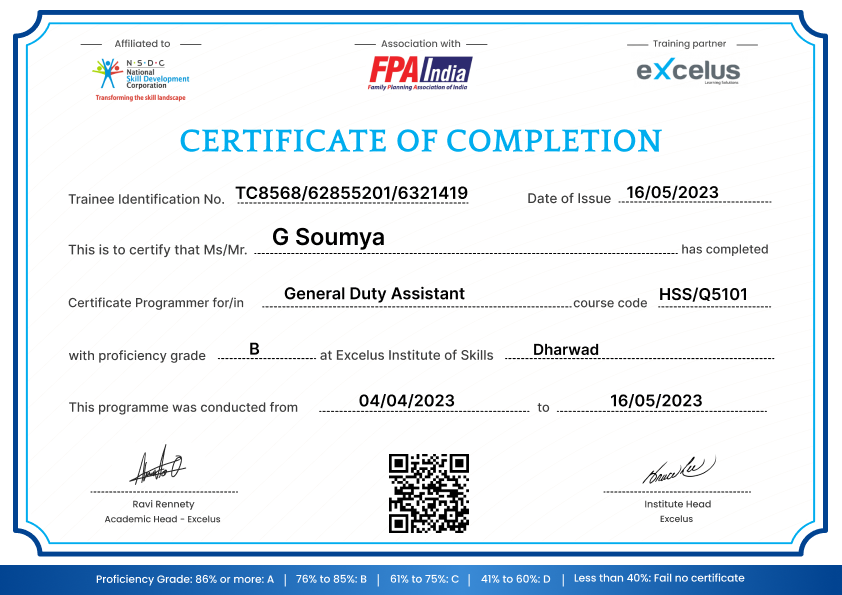 Affiliated to
N·S·D·C
National
Skill Development
Corporation
Transforming the skill landscape
Association with
FPA India
Family Planning Association of India
Training partner
eXcelus
Learning Solutions
CERTIFICATE OF COMPLETION
Trainee Identification No. TC8568/62855201/6321419 Date of Issue 16/05/2023
This is to certify that Ms/Mr. G Soumya has completed
Certificate Programmer for/in General Duty Assistant course code HSS/Q5101
with proficiency grade B at Excelus Institute of Skills Dharwad
This programme was conducted from 04/04/2023 to 16/05/2023
Ravi Rennety
Academic Head - Excelus
Institute Head
Excelus
Proficiency Grade: 86% or more: A | 76% to 85%: B | 61% to 75%: C | 41% to 60%: D | Less than 40%: Fail no certificate